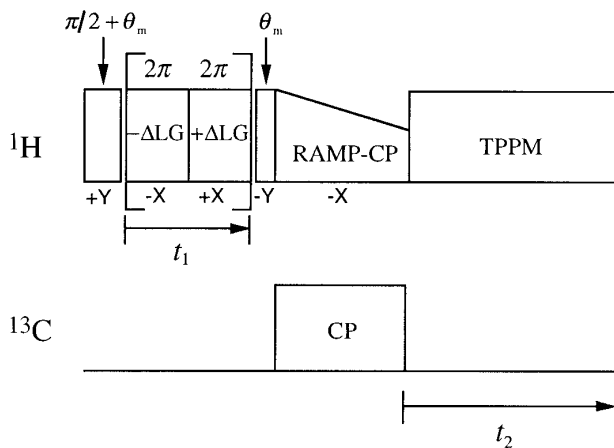 π/2 + θₘ
θₘ
2π 2π
¹H
−ΔLG +ΔLG
RAMP-CP
TPPM
+Y -X +X -Y -X
t₁
¹³C
CP
t₂